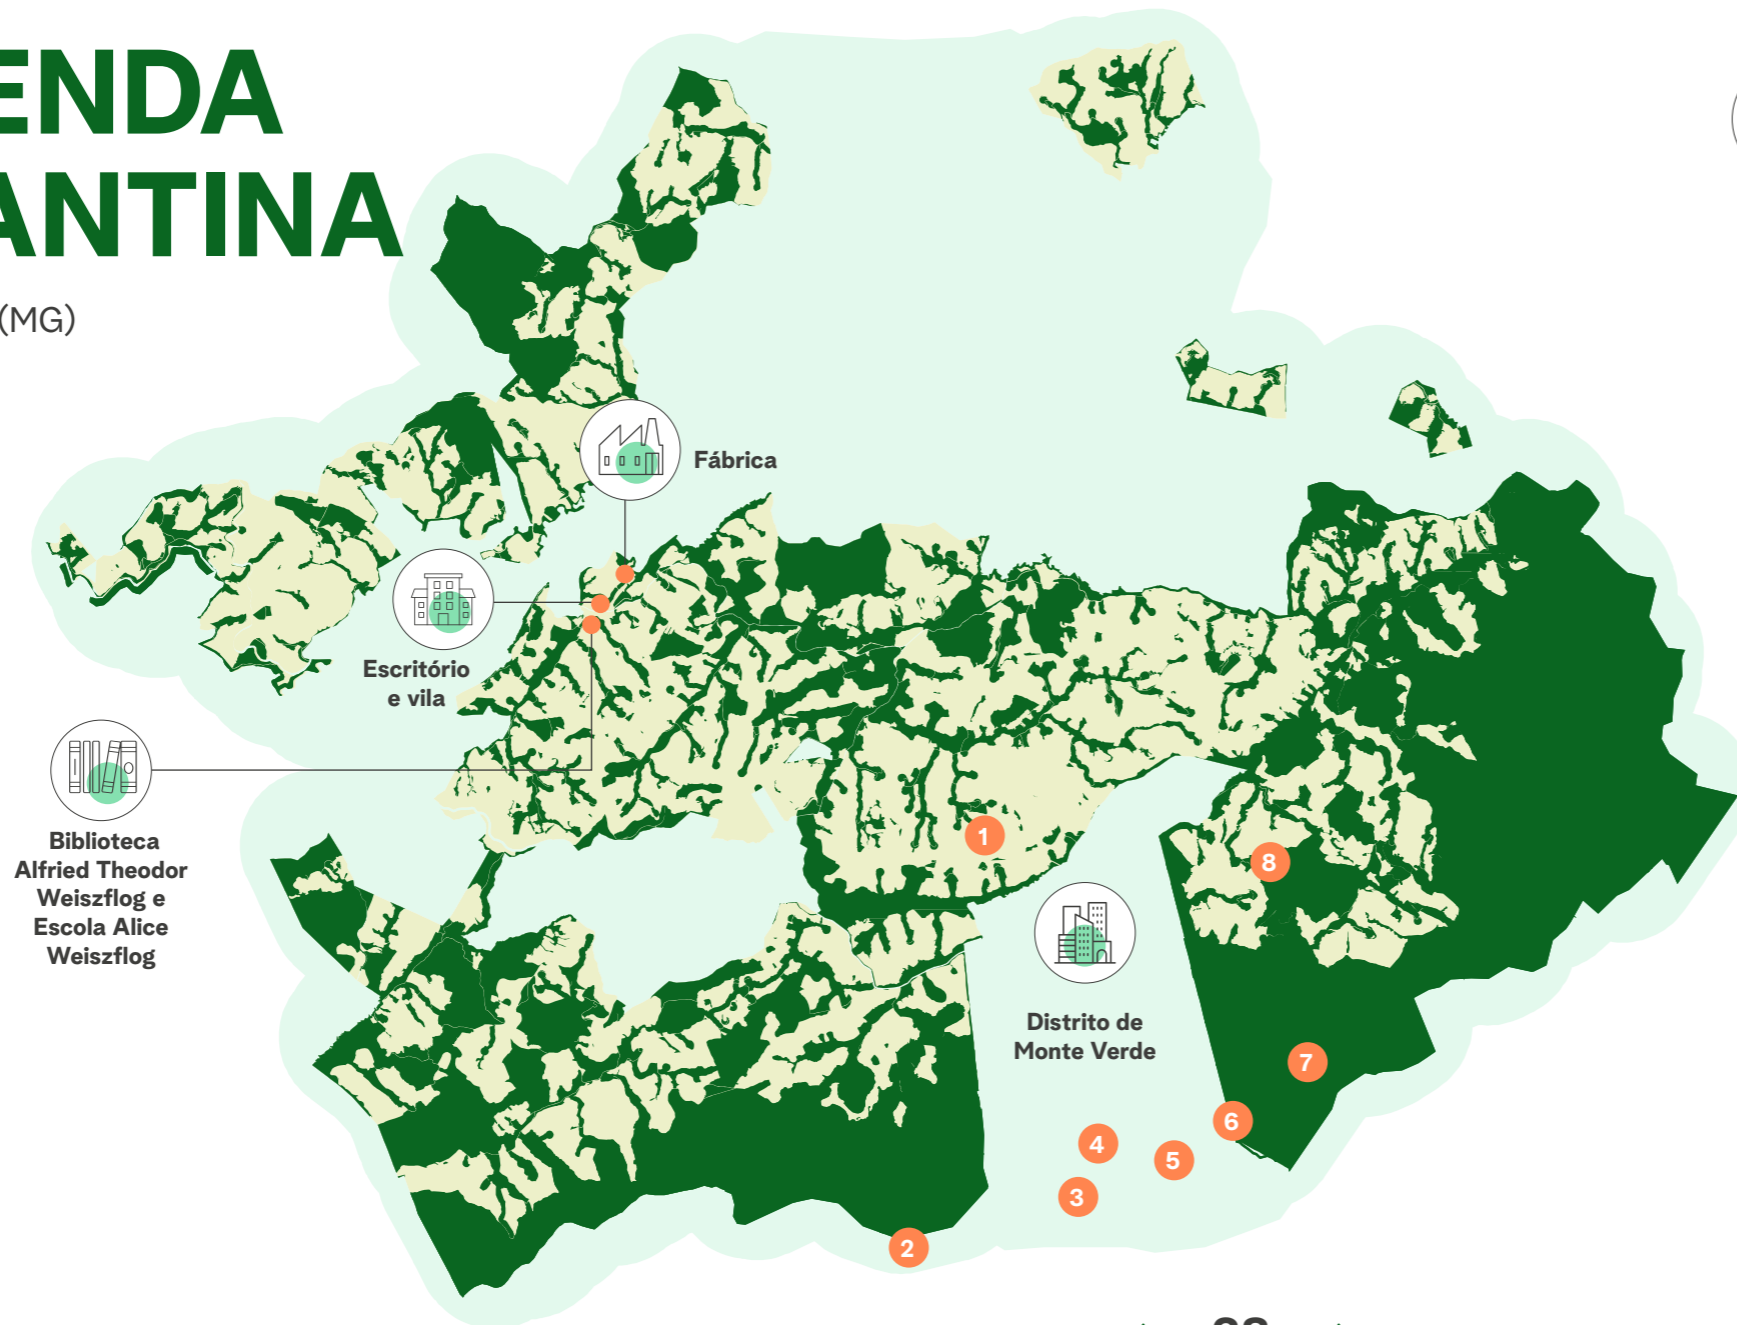 ENDA
ANTINA
(MG)
Fábrica
Escritório
e vila
Biblioteca
Alfried Theodor
Weiszflog e
Escola Alice
Weiszflog
1
8
Distrito de
Monte Verde
7
6
4
5
3
2